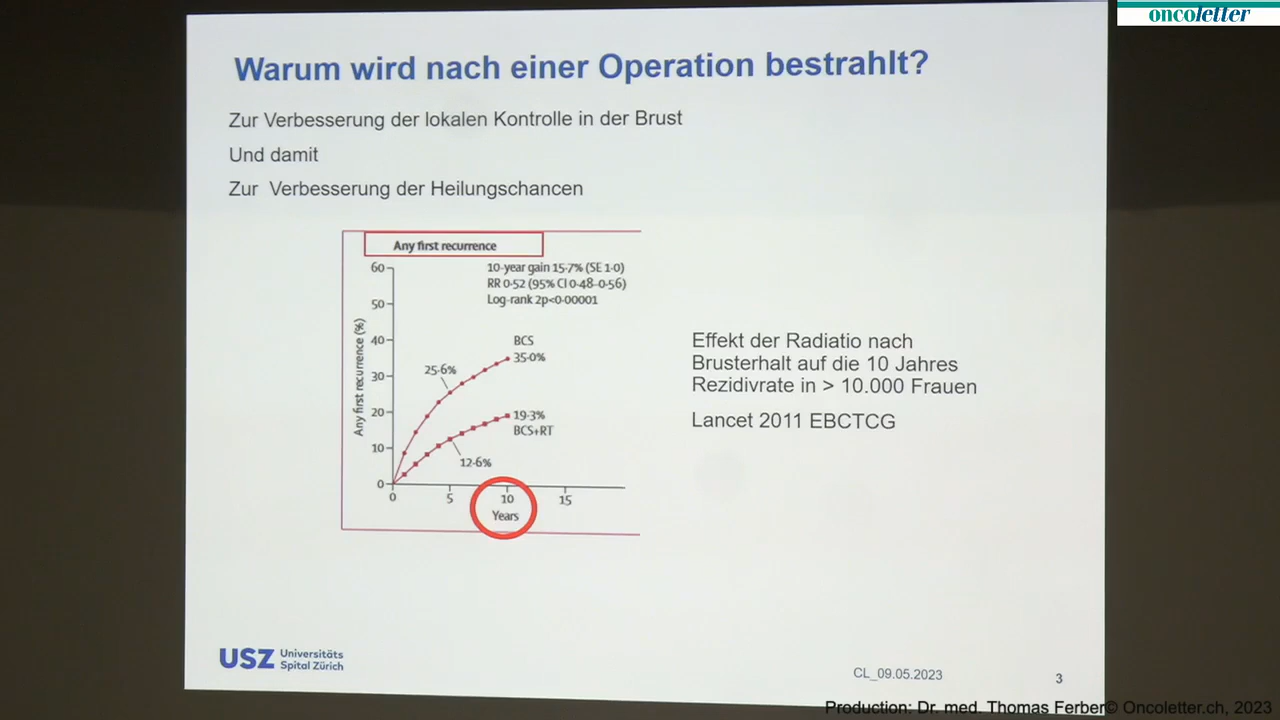 oncoletter
Warum wird nach einer Operation bestrahlt?
Zur Verbesserung der lokalen Kontrolle in der Brust
Und damit
Zur Verbesserung der Heilungschancen
Any first recurrence
10-year gain 15·7% (SE 1·0)
RR 0·52 (95% CI 0·48–0·56)
Log-rank 2p<0·00001
Any first recurrence (%)
60
50
40
30
20
10
0
BCS
35·0%
25·6%
19·3%
BCS+RT
12·6%
0
5
10
15
Years
Effekt der Radiatio nach
Brusterhalt auf die 10 Jahres
Rezidivrate in > 10.000 Frauen
Lancet 2011 EBCTCG
USZ Universitäts
Spital Zürich
CL_09.05.2023
3
Production: Dr. med. Thomas Ferber© Oncoletter.ch, 2023